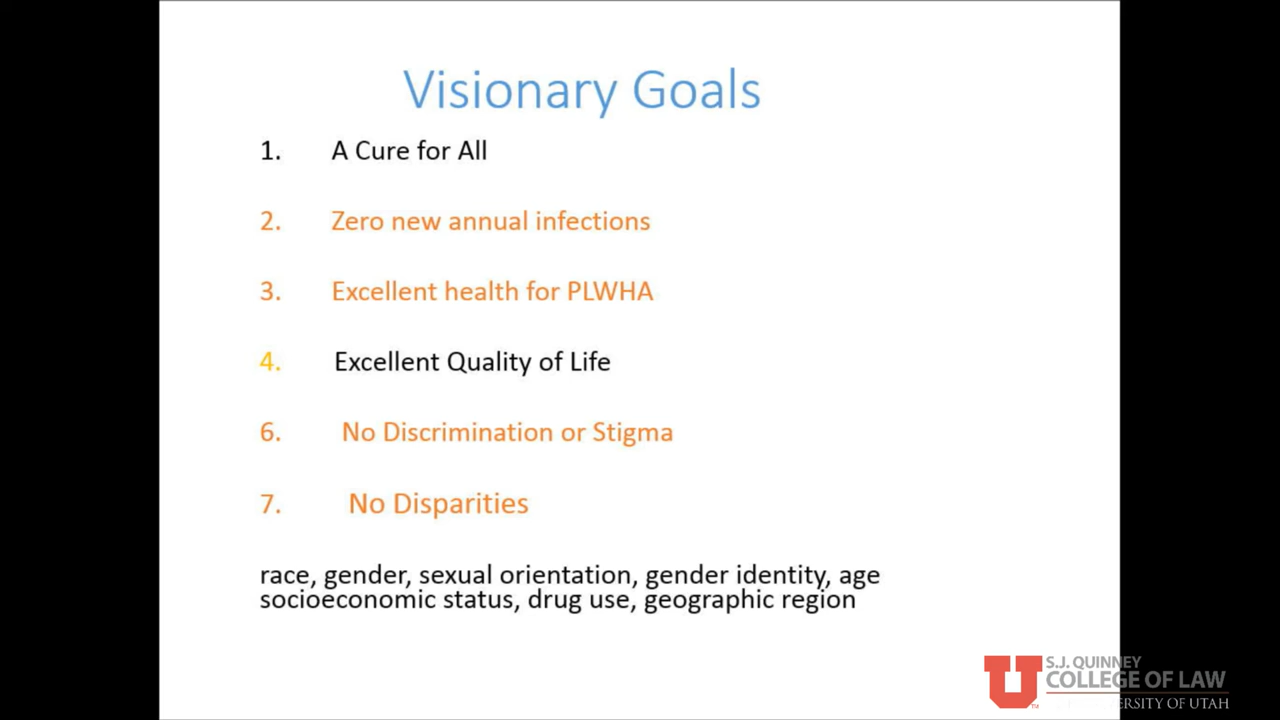 Visionary Goals
1. A Cure for All
2. Zero new annual infections
3. Excellent health for PLWHA
4. Excellent Quality of Life
6. No Discrimination or Stigma
7. No Disparities
race, gender, sexual orientation, gender identity, age
socioeconomic status, drug use, geographic region
U
S.J. QUINNEY
COLLEGE OF LAW
UNIVERSITY OF UTAH